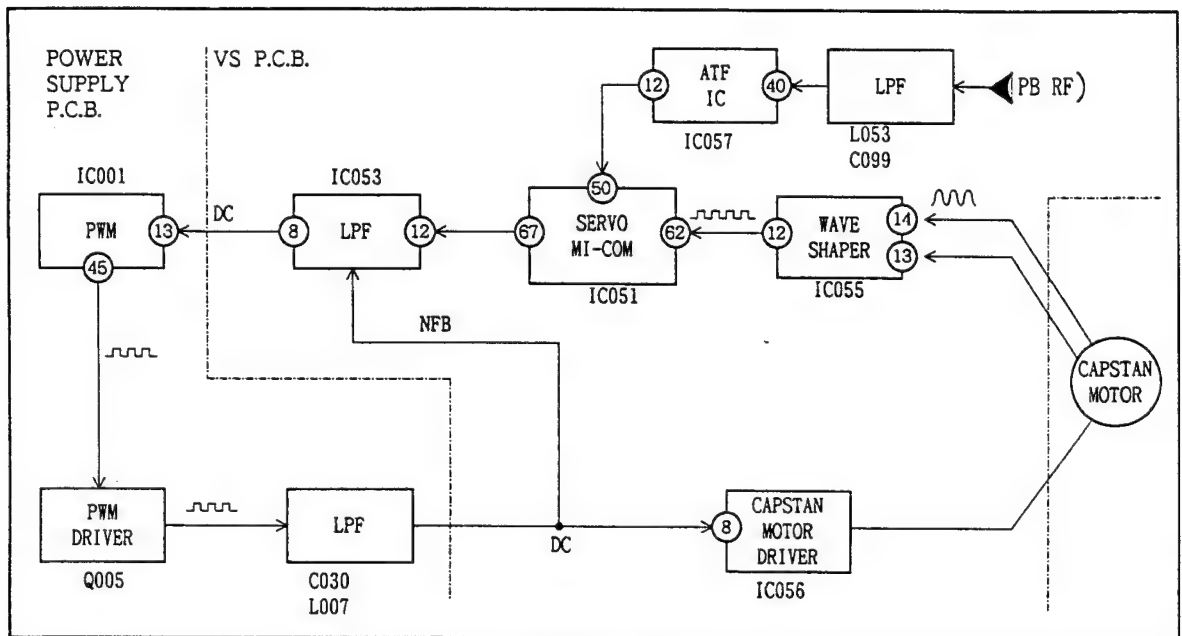 POWER
SUPPLY
P.C.B.
VS P.C.B.
12
ATF
IC
40
IC057
LPF
L053
C099
(PB RF)
IC001
PWM
13
45
DC
IC053
8
LPF
12
50
67
SERVO
MI-COM
62
IC051
12
WAVE
SHAPER
14
13
IC055
NFB
CAPSTAN
MOTOR
PWM
DRIVER
Q005
LPF
C030
L007
DC
8
CAPSTAN
MOTOR
DRIVER
IC056